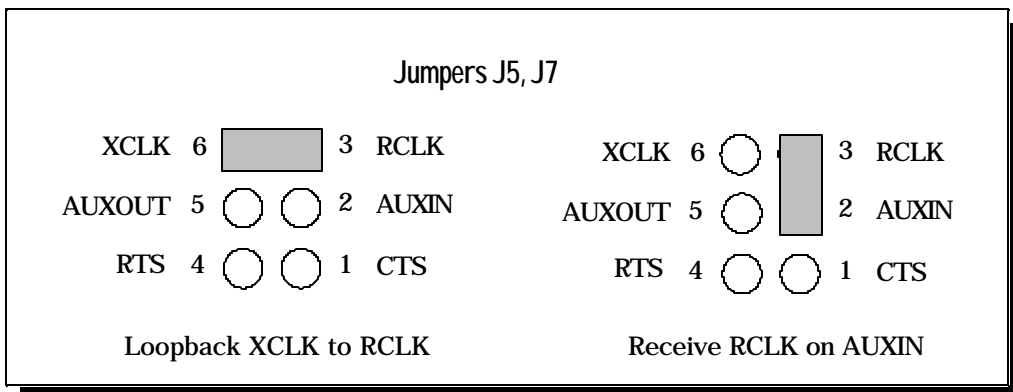 Jumpers J5, J7
XCLK 6 3 RCLK
AUXOUT 5 2 AUXIN
RTS 4 1 CTS
Loopback XCLK to RCLK
XCLK 6 3 RCLK
AUXOUT 5 2 AUXIN
RTS 4 1 CTS
Receive RCLK on AUXIN